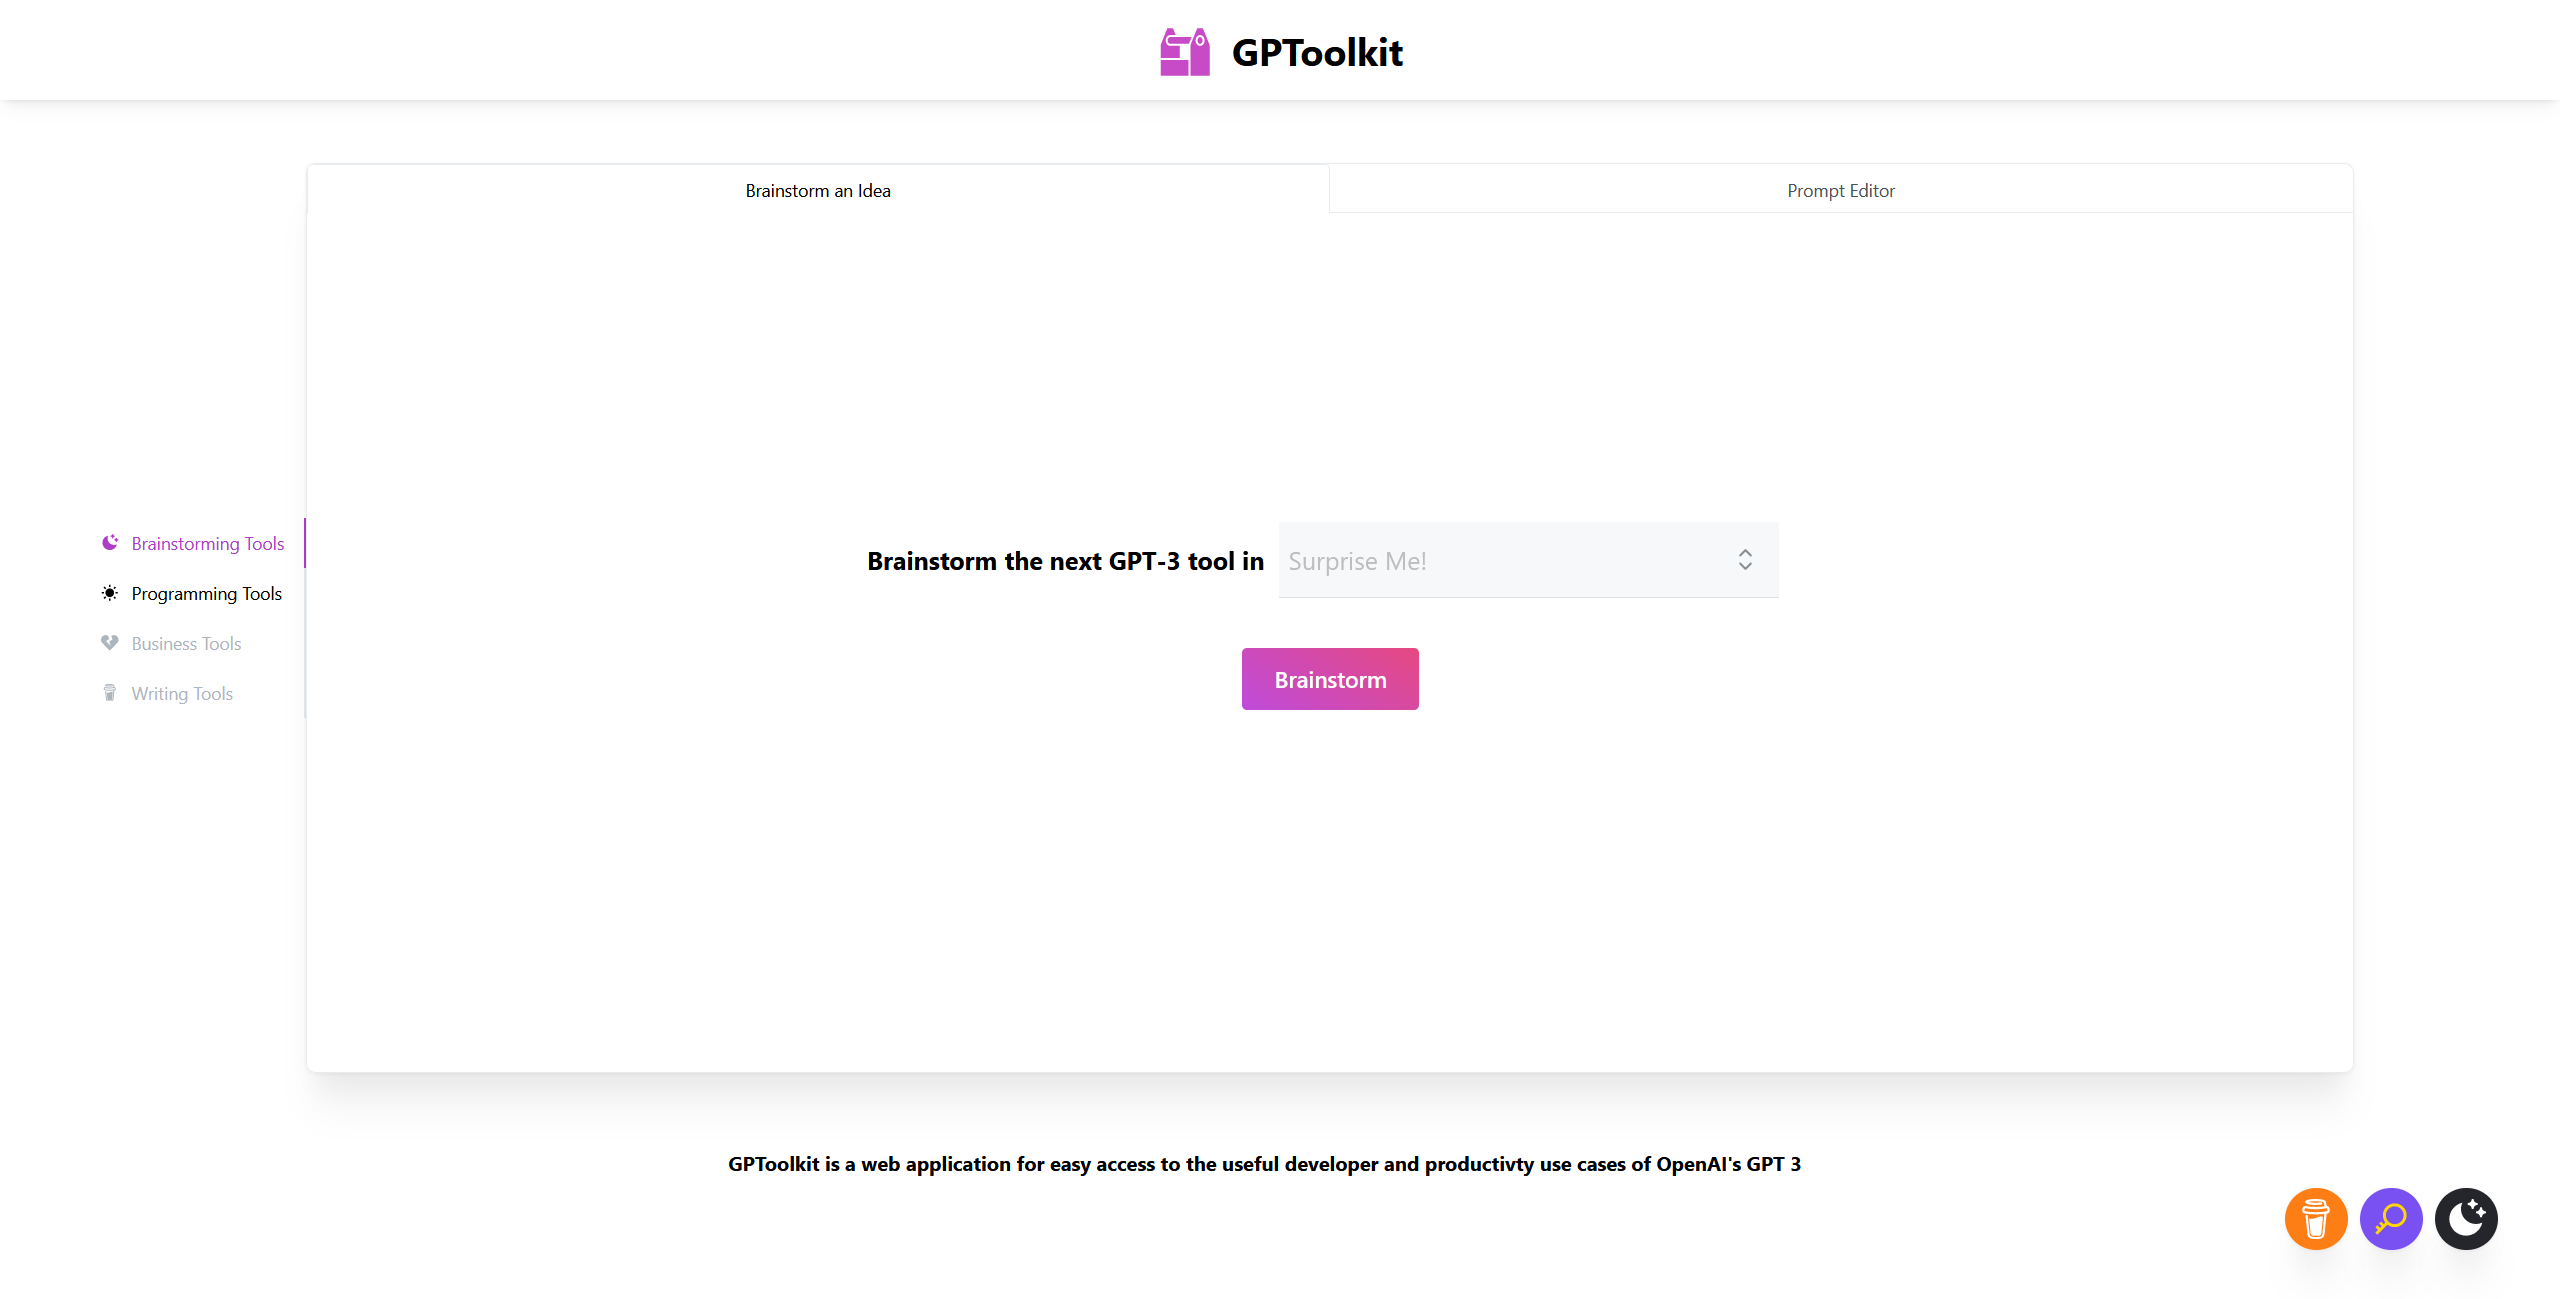 GPToolkit
Brainstorm an Idea
Prompt Editor
Brainstorming Tools
Programming Tools
Business Tools
Writing Tools
Brainstorm the next GPT-3 tool in
Surprise Me!
Brainstorm
GPToolkit is a web application for easy access to the useful developer and productivty use cases of OpenAI's GPT 3